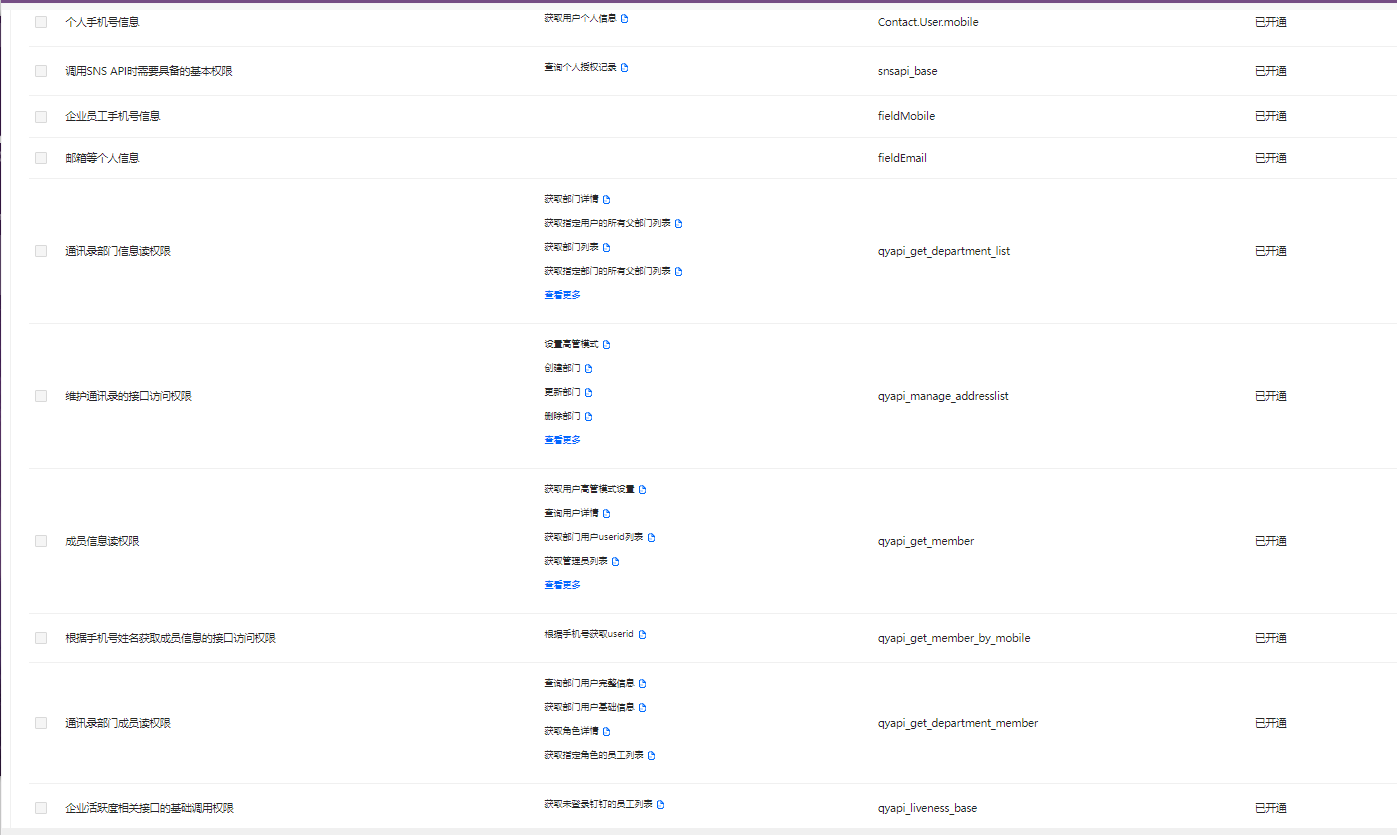 个人手机号信息
获取用户个人信息
Contact.User.mobile
已开通
调用SNS API时需要具备的基本权限
查询个人授权记录
snsapi_base
已开通
企业员工手机号信息
fieldMobile
已开通
邮箱等个人信息
fieldEmail
已开通
通讯录部门信息读权限
获取部门详情
获取指定用户的所有父部门列表
获取部门列表
获取指定部门的所有父部门列表
查看更多
qyapi_get_department_list
已开通
维护通讯录的接口访问权限
设置高管模式
创建部门
更新部门
删除部门
查看更多
qyapi_manage_addresslist
已开通
成员信息读权限
获取用户高管模式设置
查询用户详情
获取部门用户userid列表
获取管理员列表
查看更多
qyapi_get_member
已开通
根据手机号姓名获取成员信息的接口访问权限
根据手机号获取userid
qyapi_get_member_by_mobile
已开通
通讯录部门成员读权限
查询部门用户完整信息
获取部门用户基础信息
获取角色详情
获取指定角色的员工列表
qyapi_get_department_member
已开通
企业活跃度相关接口的基础调用权限
获取未登录钉钉的员工列表
qyapi_liveness_base
已开通